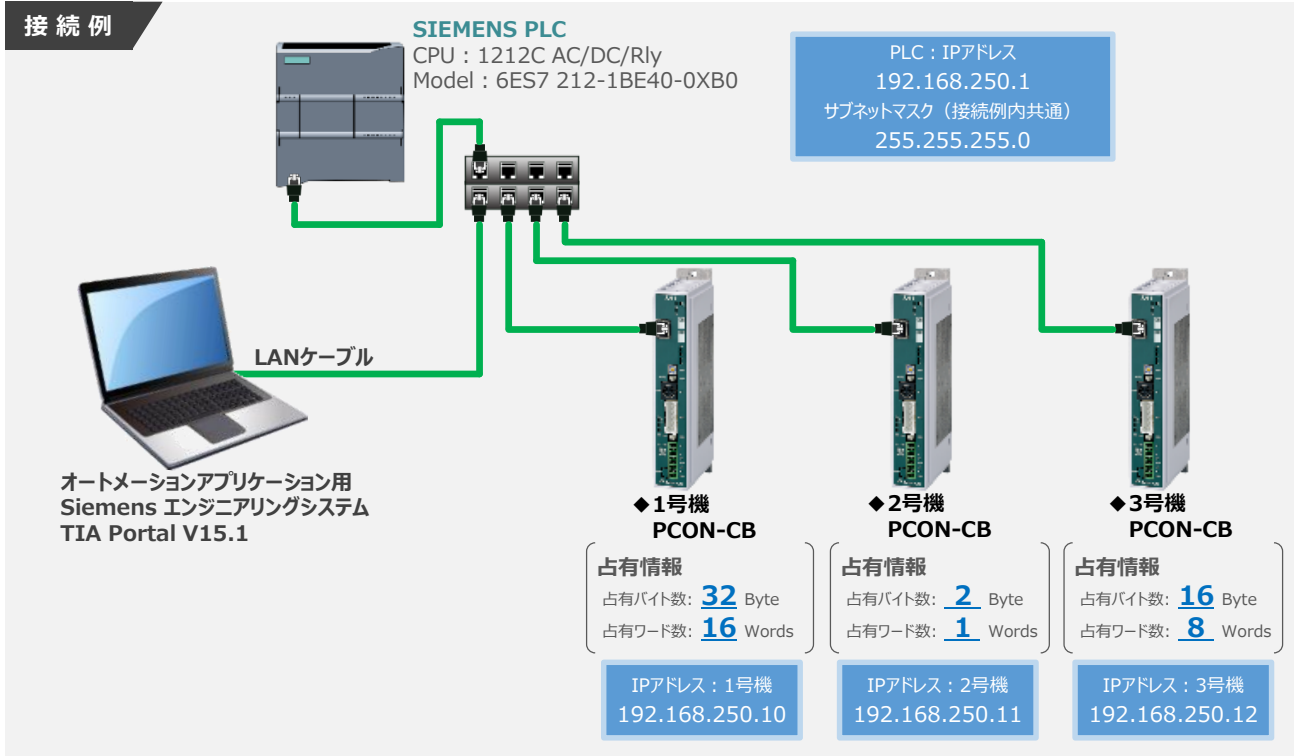 接続例
SIEMENS PLC
CPU : 1212C AC/DC/Rly
Model : 6ES7 212-1BE40-0XB0
PLC : IPアドレス
192.168.250.1
サブネットマスク（接続例内共通）
255.255.255.0
LANケーブル
オートメーションアプリケーション用
Siemens エンジニアリングシステム
TIA Portal V15.1
◆1号機
PCON-CB
占有情報
占有バイト数: 32 Byte
占有ワード数: 16 Words
IPアドレス : 1号機
192.168.250.10
◆2号機
PCON-CB
占有情報
占有バイト数: 2 Byte
占有ワード数: 1 Words
IPアドレス : 2号機
192.168.250.11
◆3号機
PCON-CB
占有情報
占有バイト数: 16 Byte
占有ワード数: 8 Words
IPアドレス : 3号機
192.168.250.12